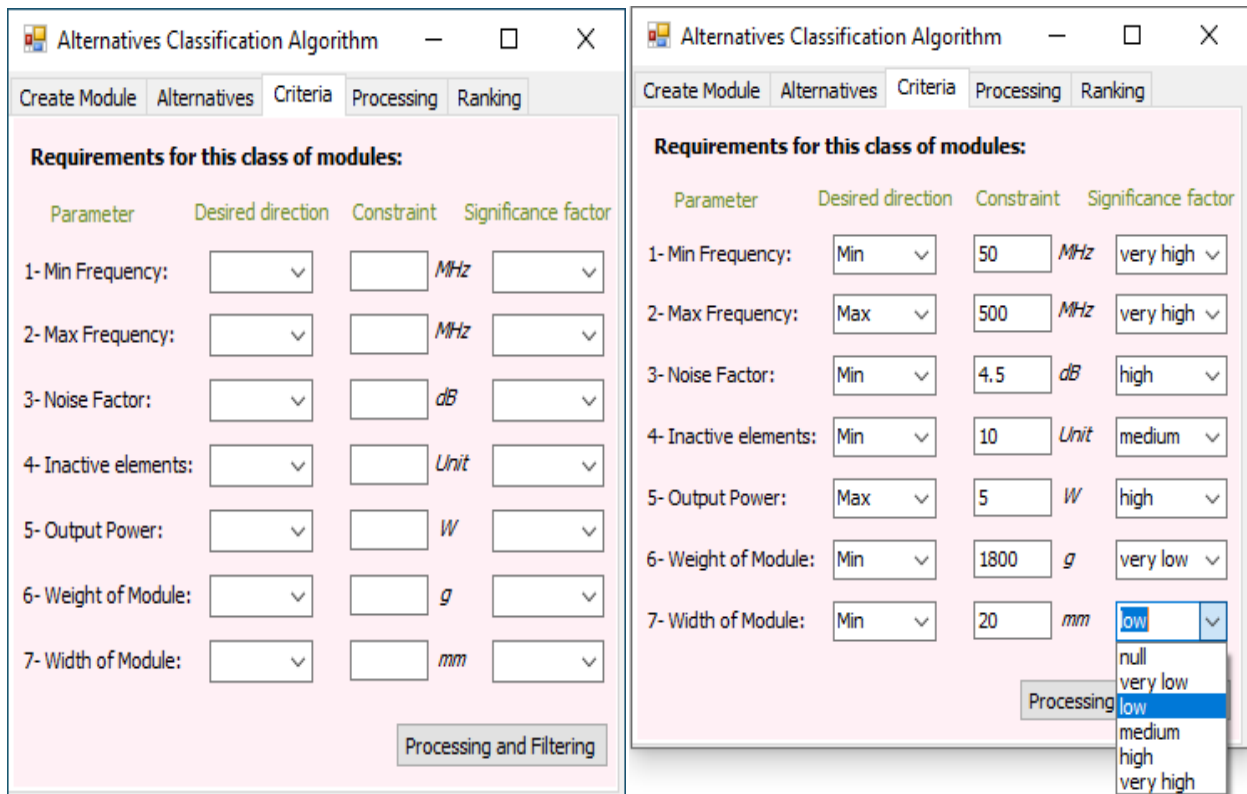 Alternatives Classification Algorithm
Create Module Alternatives Criteria Processing Ranking
Requirements for this class of modules:
Parameter Desired direction Constraint Significance factor
1- Min Frequency: MHz
2- Max Frequency: MHz
3- Noise Factor: dB
4- Inactive elements: Unit
5- Output Power: W
6- Weight of Module: g
7- Width of Module: mm
Processing and Filtering
Alternatives Classification Algorithm
Create Module Alternatives Criteria Processing Ranking
Requirements for this class of modules:
Parameter Desired direction Constraint Significance factor
1- Min Frequency: Min 50 MHz very high
2- Max Frequency: Max 500 MHz very high
3- Noise Factor: Min 4.5 dB high
4- Inactive elements: Min 10 Unit medium
5- Output Power: Max 5 W high
6- Weight of Module: Min 1800 g very low
7- Width of Module: Min 20 mm low
null
very low
Processing low
medium
high
very high